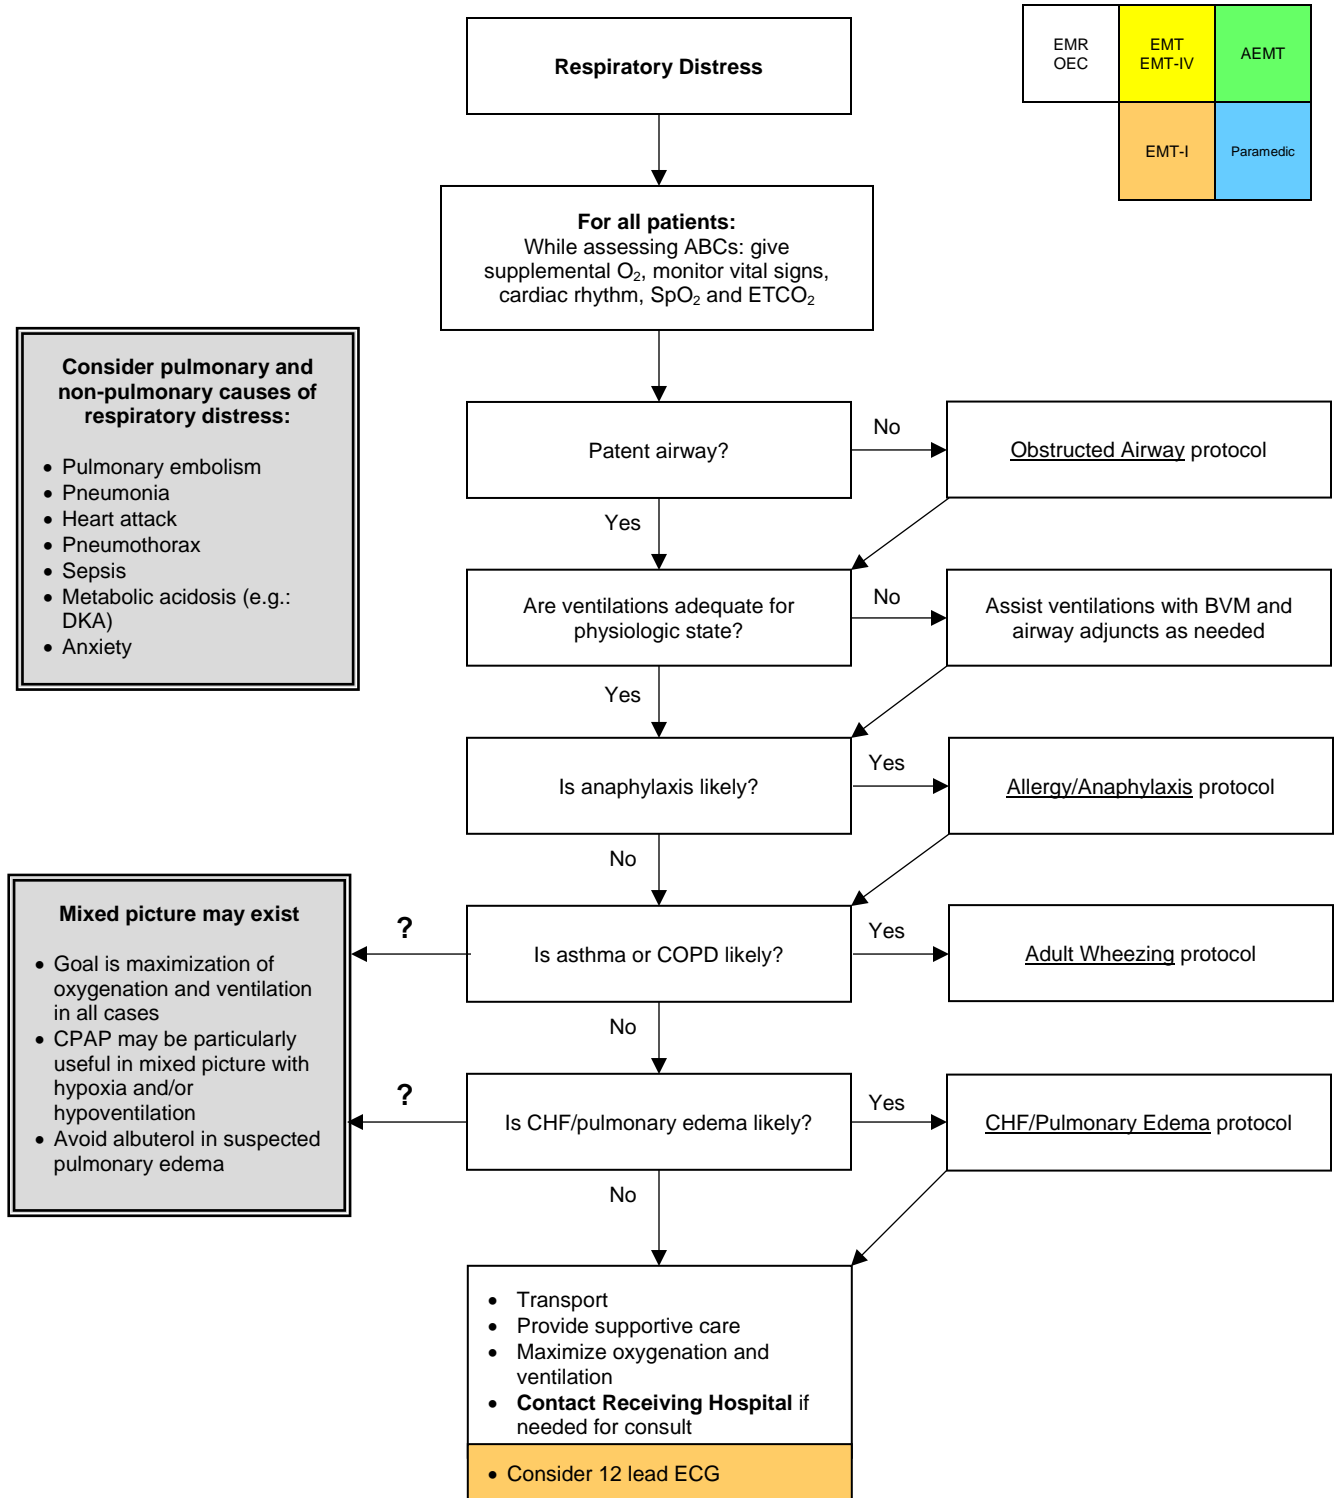 Respiratory Distress
EMR
OEC
EMT
EMT-IV
AEMT
EMT-I
Paramedic
For all patients:
While assessing ABCs: give
supplemental O₂, monitor vital signs,
cardiac rhythm, SpO₂ and ETCO₂
Consider pulmonary and
non-pulmonary causes of
respiratory distress:
• Pulmonary embolism
• Pneumonia
• Heart attack
• Pneumothorax
• Sepsis
• Metabolic acidosis (e.g.:
DKA)
• Anxiety
Patent airway?
No
Obstructed Airway protocol
Yes
Are ventilations adequate for
physiologic state?
No
Assist ventilations with BVM and
airway adjuncts as needed
Yes
Is anaphylaxis likely?
Yes
Allergy/Anaphylaxis protocol
No
Mixed picture may exist
• Goal is maximization of
oxygenation and ventilation
in all cases
• CPAP may be particularly
useful in mixed picture with
hypoxia and/or
hypoventilation
• Avoid albuterol in suspected
pulmonary edema
?
Is asthma or COPD likely?
Yes
Adult Wheezing protocol
No
?
Is CHF/pulmonary edema likely?
Yes
CHF/Pulmonary Edema protocol
No
• Transport
• Provide supportive care
• Maximize oxygenation and
ventilation
• Contact Receiving Hospital if
needed for consult
• Consider 12 lead ECG